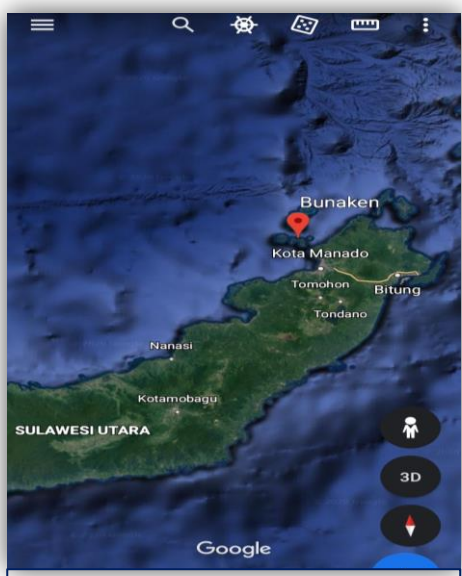 Bunaken
Kota Manado
Tomohon
Bitung
Tondano
Nanasi
Kotamobagu
SULAWESI UTARA
3D
Google